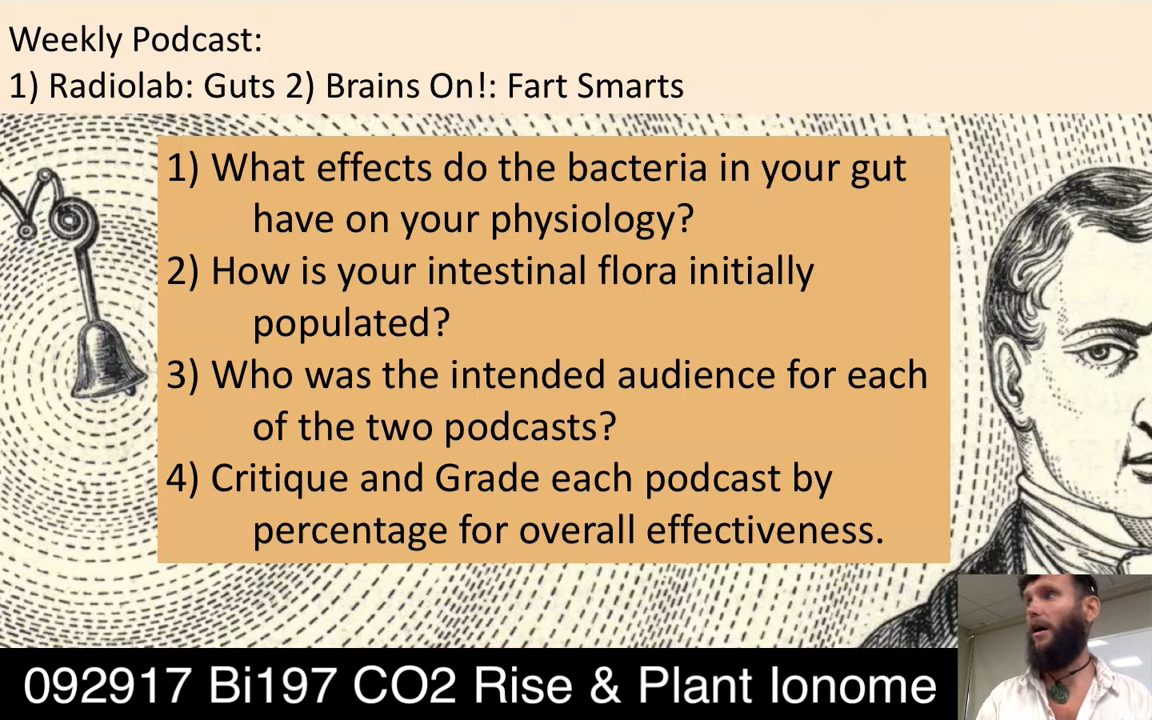 Weekly Podcast:
1) Radiolab: Guts 2) Brains On!: Fart Smarts
1) What effects do the bacteria in your gut
have on your physiology?
2) How is your intestinal flora initially
populated?
3) Who was the intended audience for each
of the two podcasts?
4) Critique and Grade each podcast by
percentage for overall effectiveness.
092917 Bi197 CO2 Rise & Plant Ionome